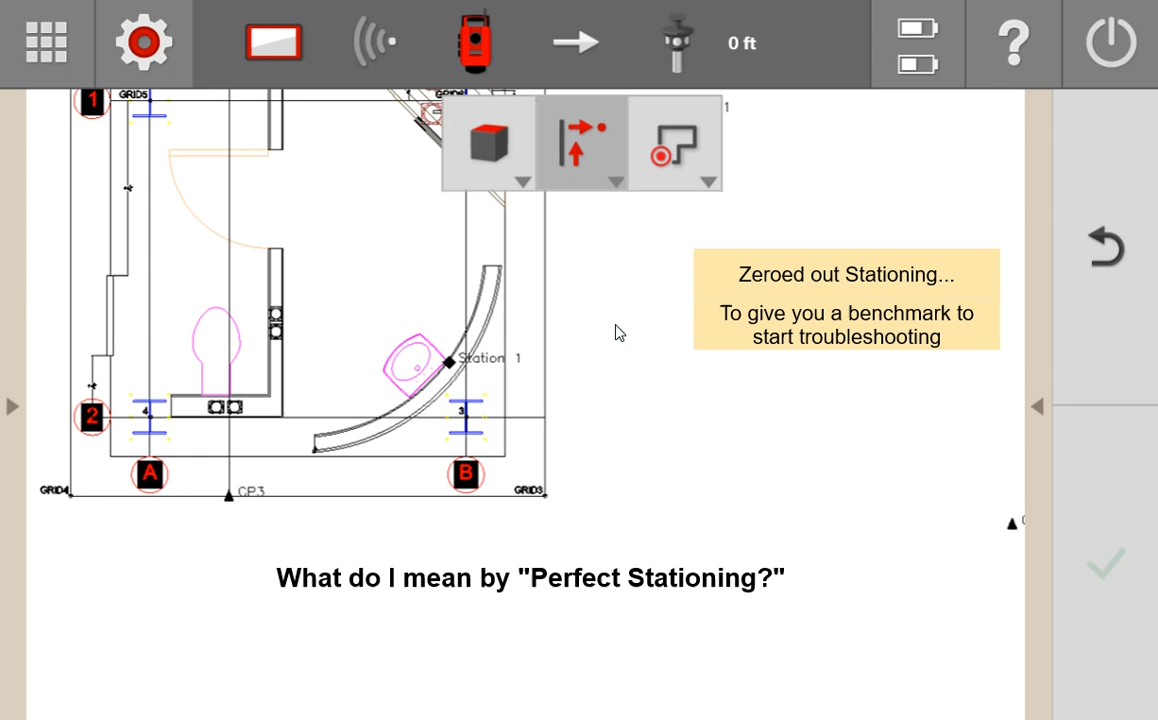 0 ft
?
1
GRID5
1
Zeroed out Stationing...
To give you a benchmark to
start troubleshooting
Station 1
2
4
3
A
B
GRID4
CP3
GRID3
What do I mean by "Perfect Stationing?"